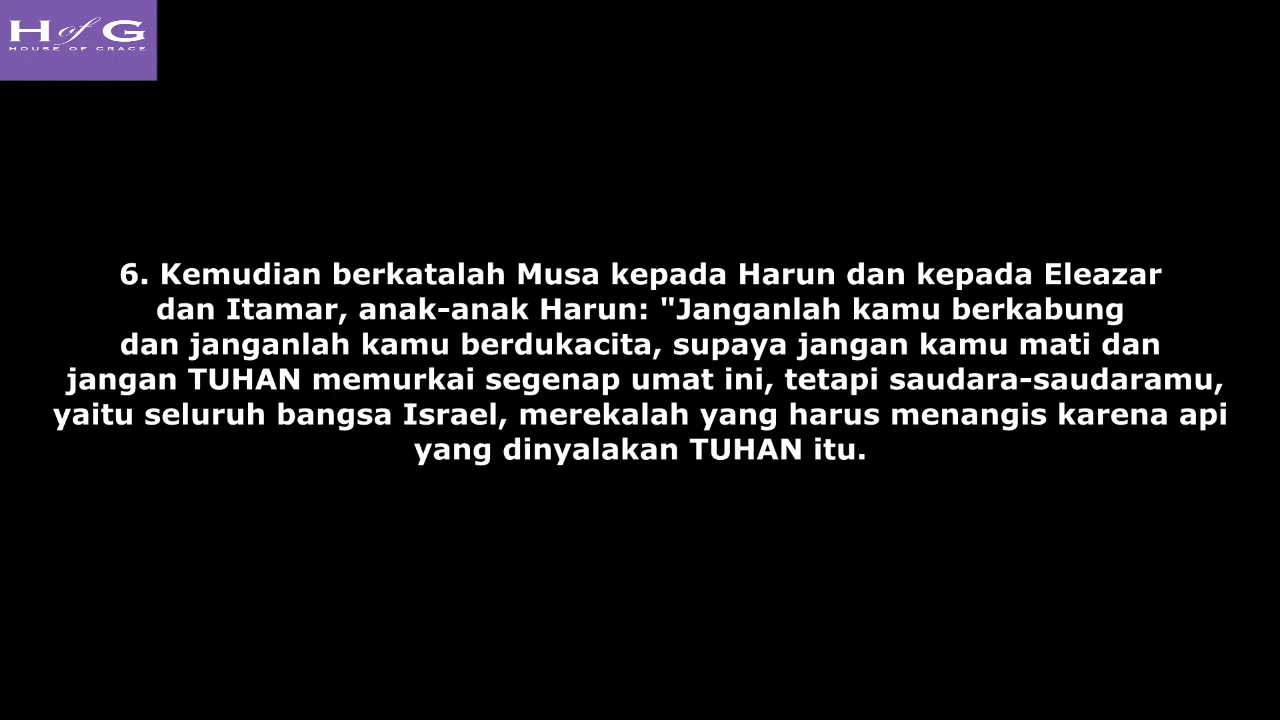 H of G
HOUSE OF GRACE
6. Kemudian berkatalah Musa kepada Harun dan kepada Eleazar
dan Itamar, anak-anak Harun: "Janganlah kamu berkabung
dan janganlah kamu berdukacita, supaya jangan kamu mati dan
jangan TUHAN memurkai segenap umat ini, tetapi saudara-saudaramu,
yaitu seluruh bangsa Israel, merekalah yang harus menangis karena api
yang dinyalakan TUHAN itu.